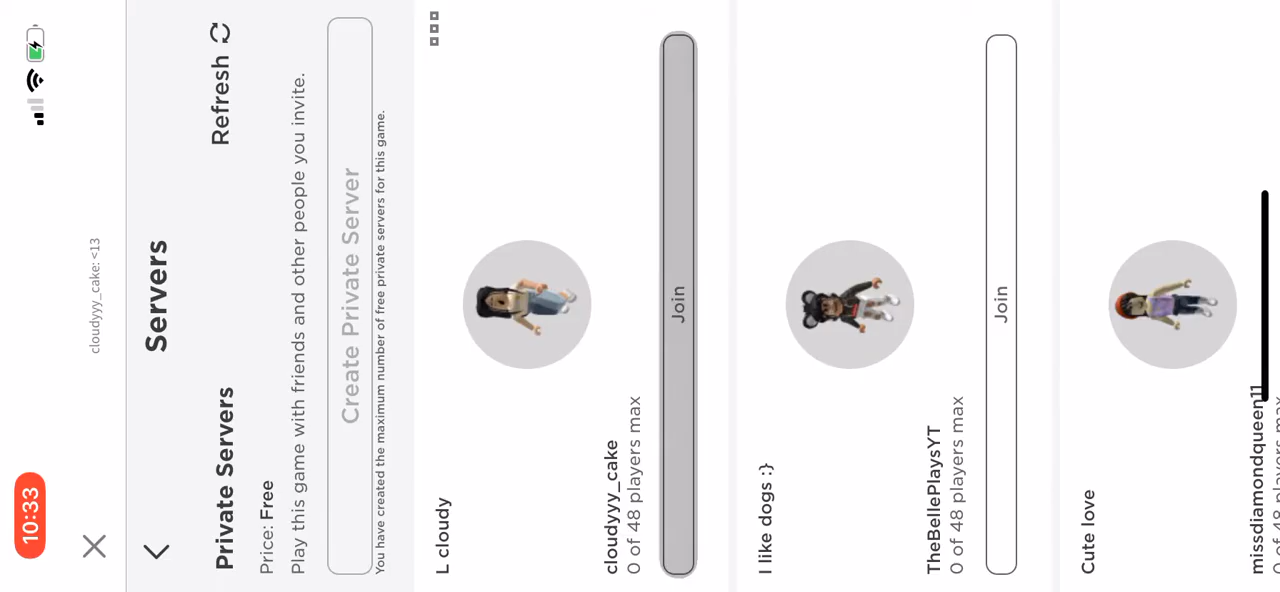 10:33
cloudyyy_cake: <13
Servers
Private Servers
Refresh
Price: Free
Play this game with friends and other people you invite.
Create Private Server
You have created the maximum number of free private servers for this game.
L cloudy
cloudyyy_cake
0 of 48 players max
Join
I like dogs :}
TheBellePlaysYT
0 of 48 players max
Join
Cute love
missdiamondqueen11
0 of 48 players max